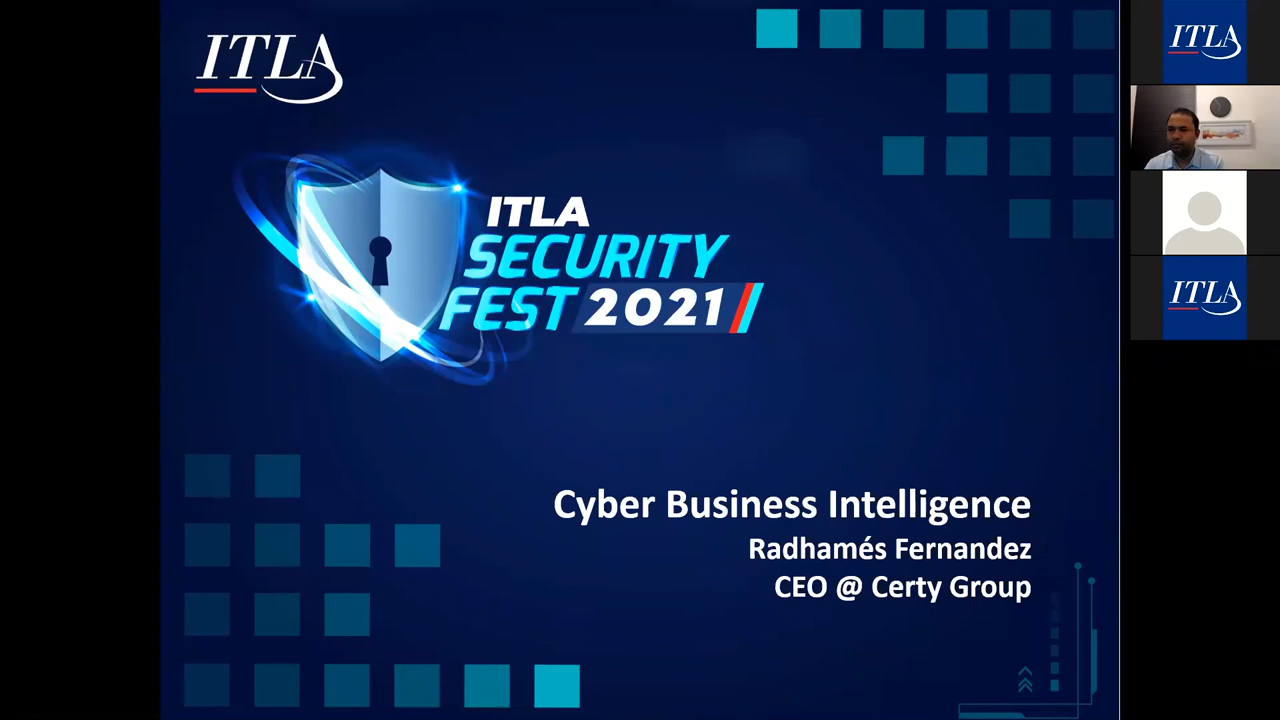 ITLA
ITLA
SECURITY
FEST 2021
Cyber Business Intelligence
Radhamés Fernandez
CEO @ Certy Group
ITLA
ITLA